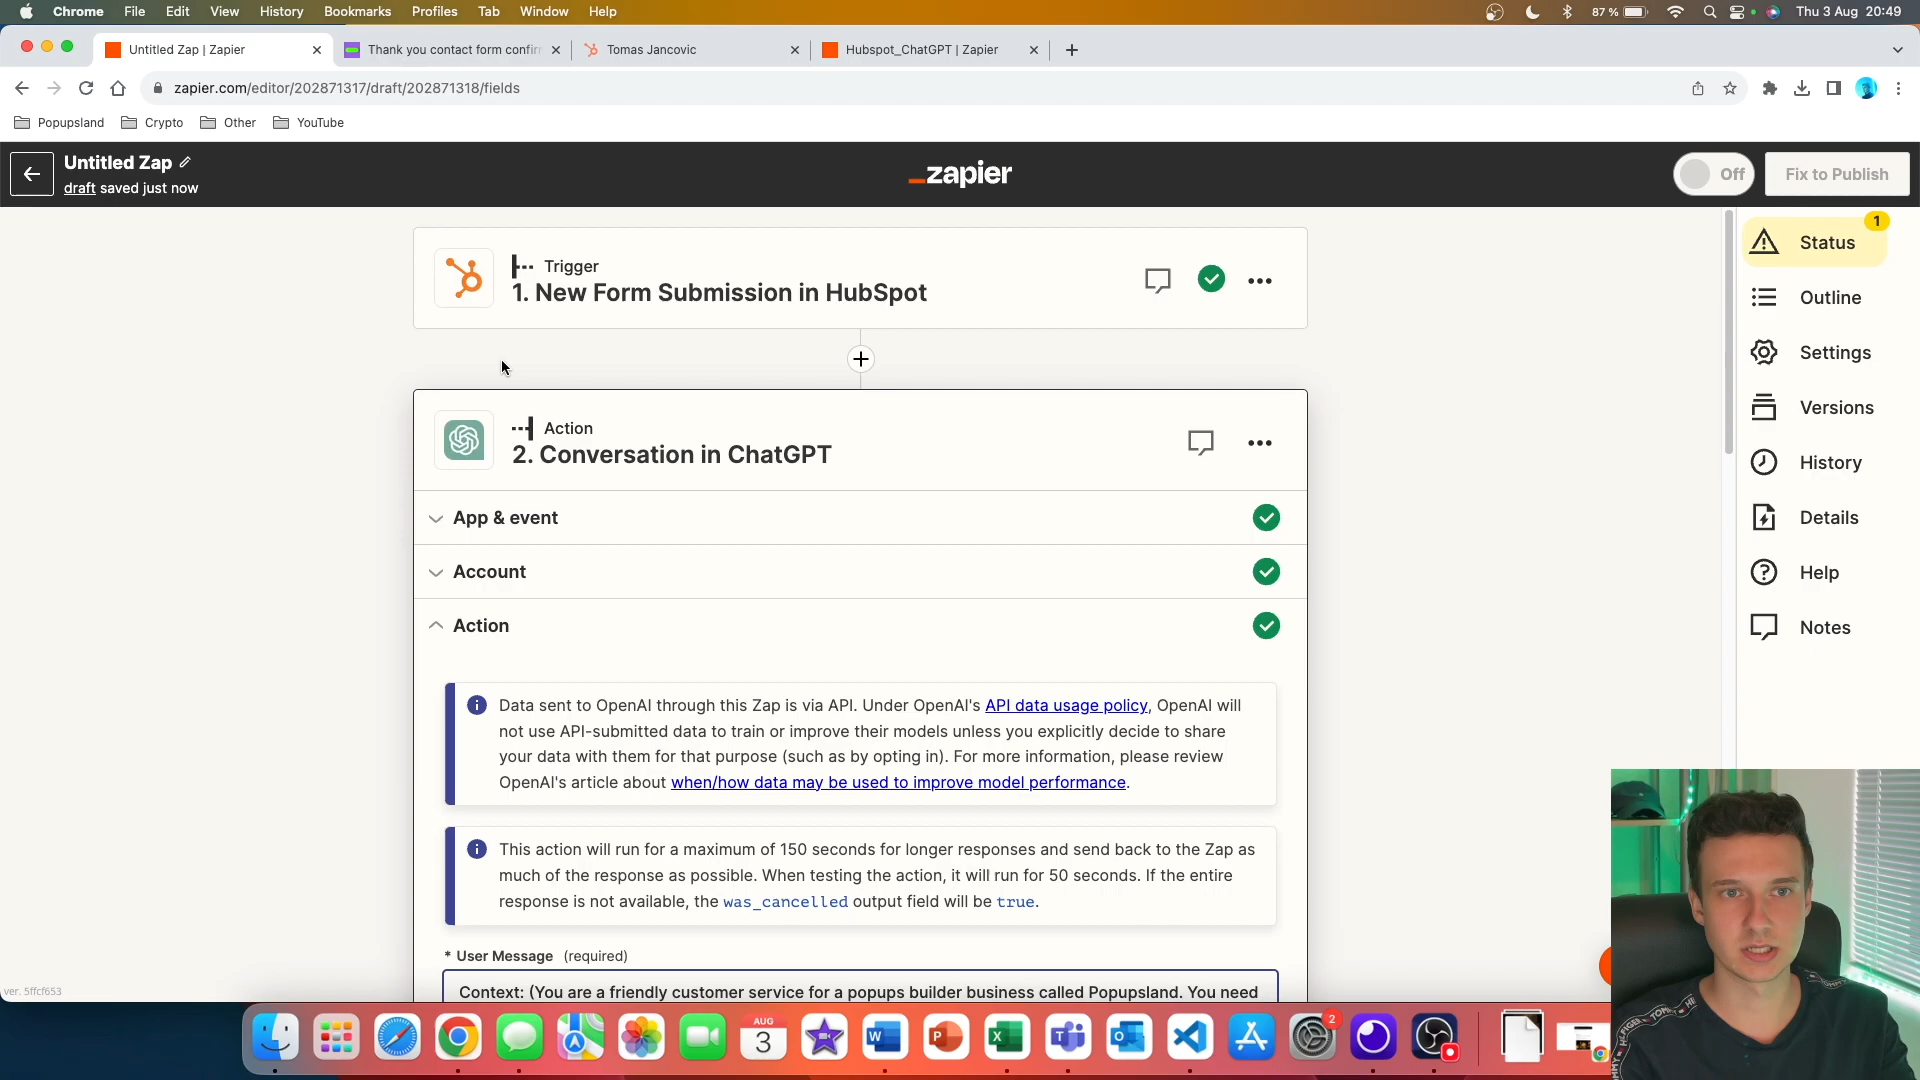 Chrome File Edit View History Bookmarks Profiles Tab Window Help 87 % Thu 3 Aug 20:49
Untitled Zap | Zapier Thank you contact form confir Tomas Jancovic Hubspot_ChatGPT | Zapier
zapier.com/editor/202871317/draft/202871318/fields
Popupsland Crypto Other YouTube
Untitled Zap
draft saved just now
_zapier
Off
Fix to Publish
1
Status
Outline
Settings
Versions
History
Details
Help
Notes
Trigger
1. New Form Submission in HubSpot
Action
2. Conversation in ChatGPT
App & event
Account
Action
Data sent to OpenAI through this Zap is via API. Under OpenAI's API data usage policy, OpenAI will
not use API-submitted data to train or improve their models unless you explicitly decide to share
your data with them for that purpose (such as by opting in). For more information, please review
OpenAI's article about when/how data may be used to improve model performance.
This action will run for a maximum of 150 seconds for longer responses and send back to the Zap as
much of the response as possible. When testing the action, it will run for 50 seconds. If the entire
response is not available, the was_cancelled output field will be true.
* User Message (required)
Context: (You are a friendly customer service for a popups builder business called Popupsland. You need
ver. 5ffcf653
AUG
3
W
P
X
T
O
2